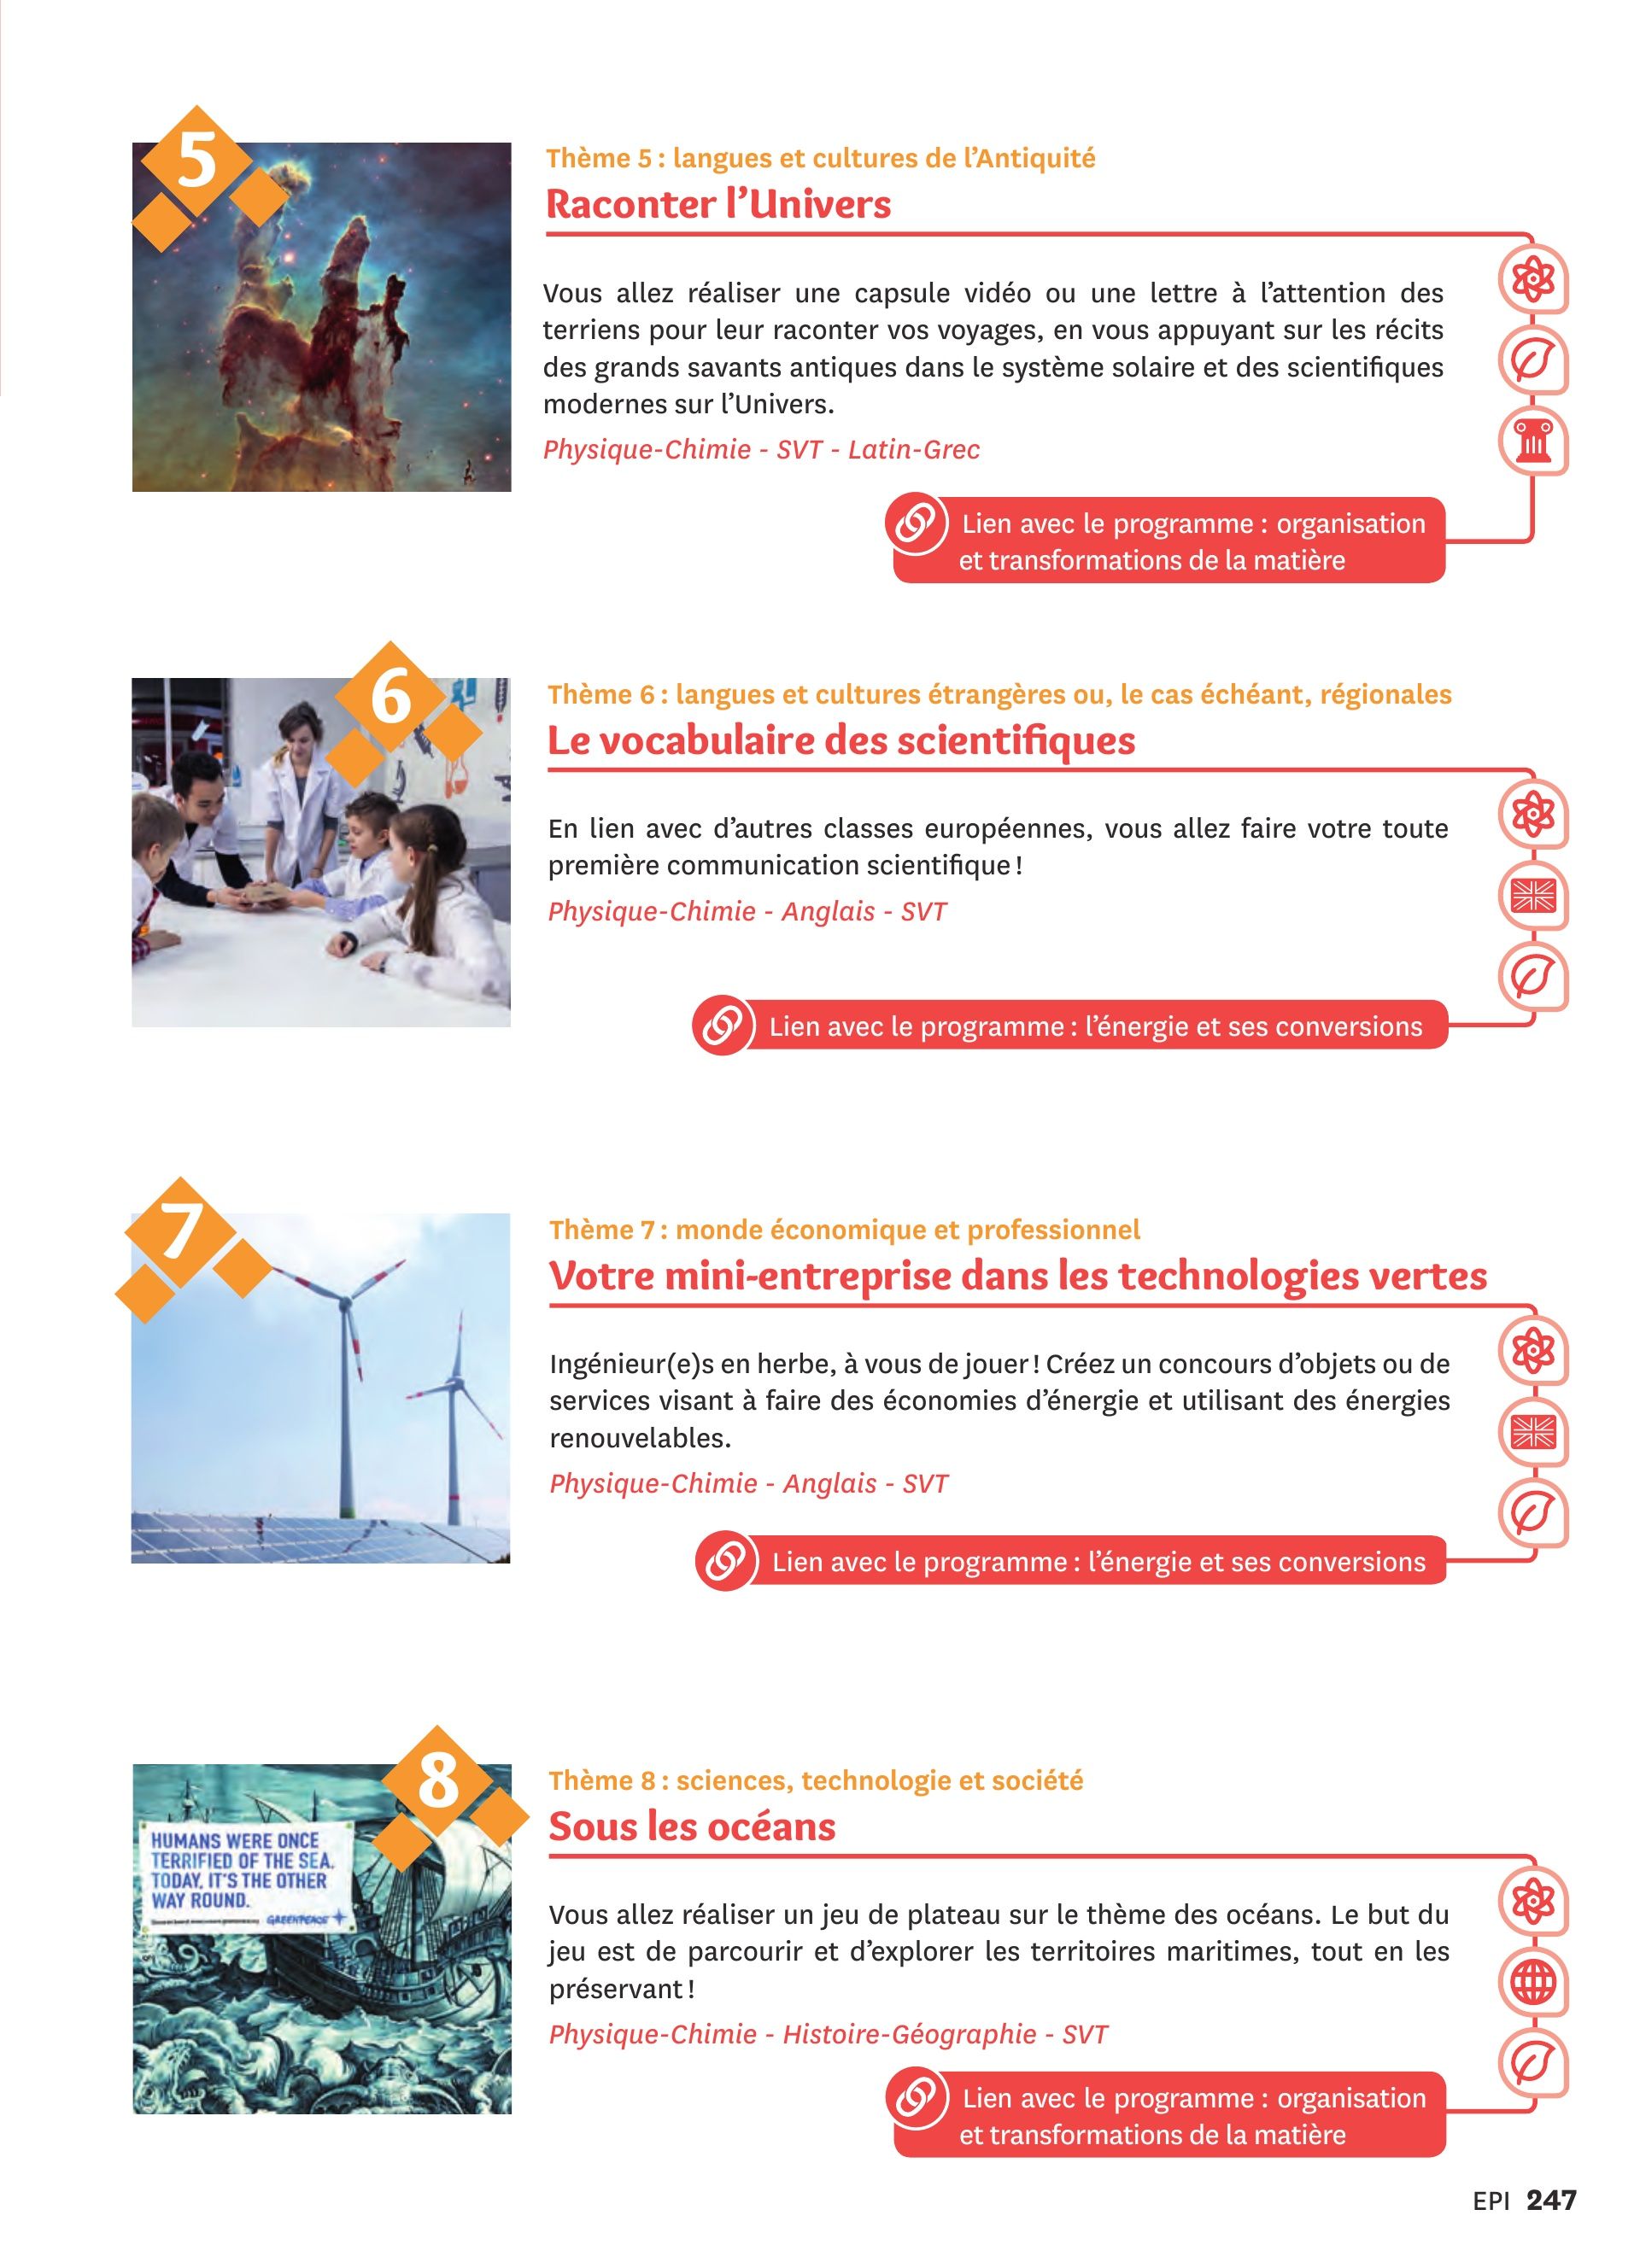 5
Thème 5 : langues et cultures de l’Antiquité
Raconter l’Univers
Vous allez réaliser une capsule vidéo ou une lettre à l’attention des
terriens pour leur raconter vos voyages, en vous appuyant sur les récits
des grands savants antiques dans le système solaire et des scientifiques
modernes sur l’Univers.
Physique-Chimie - SVT - Latin-Grec
Lien avec le programme : organisation
et transformations de la matière
6
Thème 6 : langues et cultures étrangères ou, le cas échéant, régionales
Le vocabulaire des scientifiques
En lien avec d’autres classes européennes, vous allez faire votre toute
première communication scientifique !
Physique-Chimie - Anglais - SVT
Lien avec le programme : l’énergie et ses conversions
7
Thème 7 : monde économique et professionnel
Votre mini-entreprise dans les technologies vertes
Ingénieur(e)s en herbe, à vous de jouer ! Créez un concours d’objets ou de
services visant à faire des économies d’énergie et utilisant des énergies
renouvelables.
Physique-Chimie - Anglais - SVT
Lien avec le programme : l’énergie et ses conversions
8
HUMANS WERE ONCE
TERRIFIED OF THE SEA.
TODAY, IT'S THE OTHER
WAY ROUND.
GREENPEACE
Thème 8 : sciences, technologie et société
Sous les océans
Vous allez réaliser un jeu de plateau sur le thème des océans. Le but du
jeu est de parcourir et d’explorer les territoires maritimes, tout en les
préservant !
Physique-Chimie - Histoire-Géographie - SVT
Lien avec le programme : organisation
et transformations de la matière
EPI 247